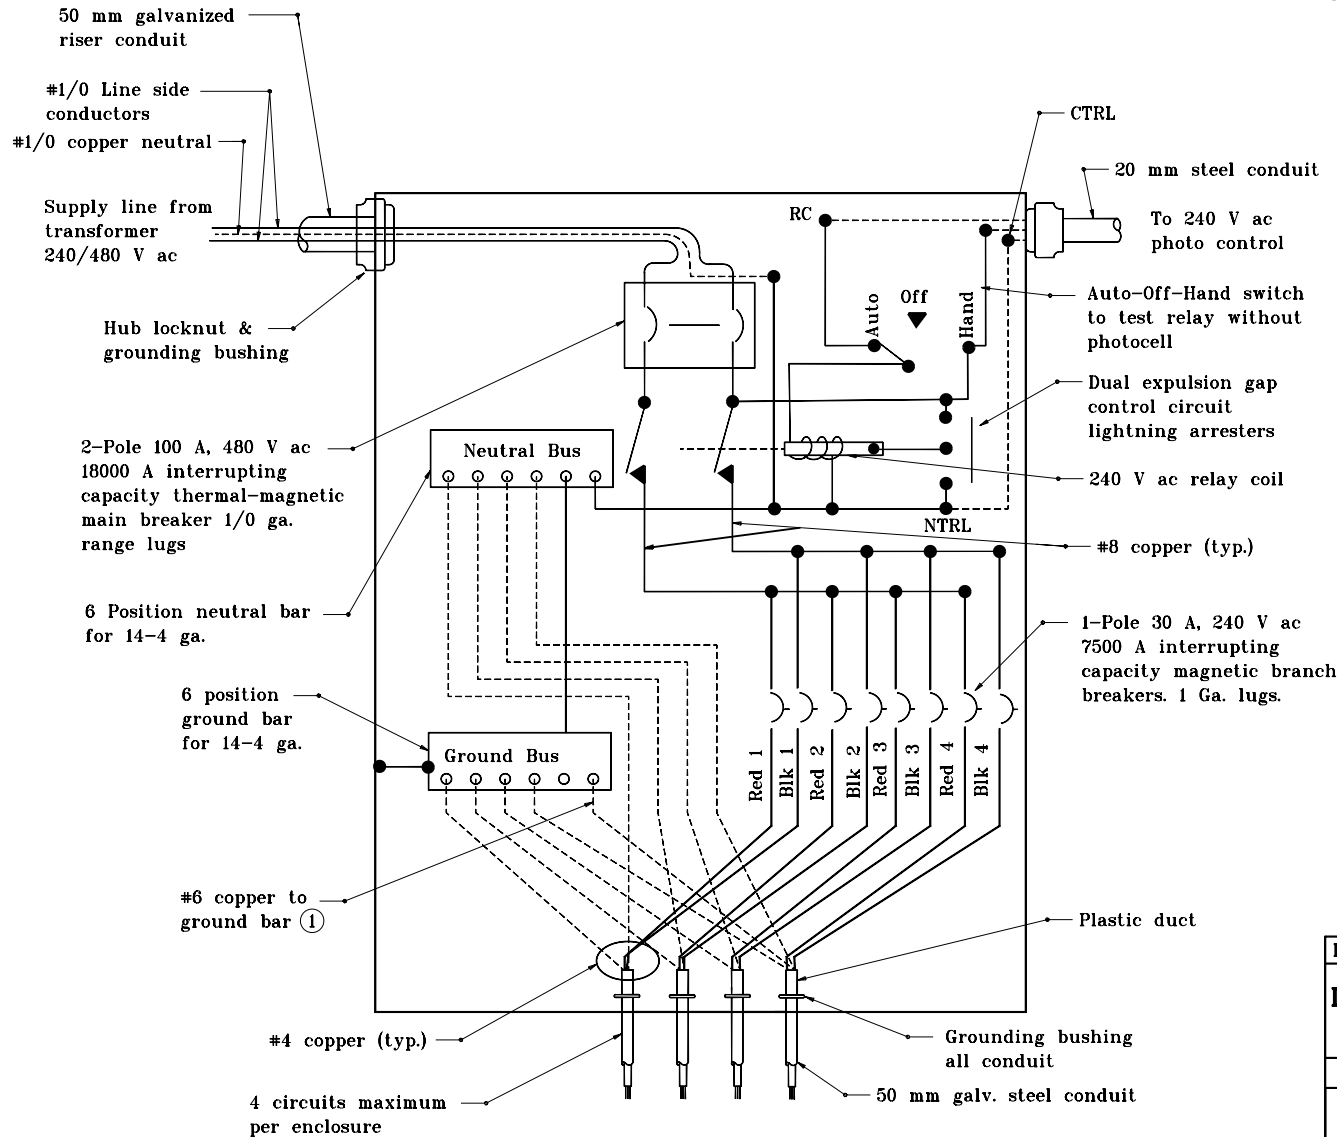 50 mm galvanized
riser conduit
#1/0 Line side
conductors
#1/0 copper neutral
Supply line from
transformer
240/480 V ac
Hub locknut &
grounding bushing
2-Pole 100 A, 480 V ac
18000 A interrupting
capacity thermal-magnetic
main breaker 1/0 ga.
range lugs
6 Position neutral bar
for 14-4 ga.
6 position
ground bar
for 14-4 ga.
#6 copper to
ground bar 1
#4 copper (typ.)
4 circuits maximum
per enclosure
Neutral Bus
Ground Bus
RC
Auto
Off
Hand
NTRL
Red 1
Blk 1
Red 2
Blk 2
Red 3
Blk 3
Red 4
Blk 4
CTRL
20 mm steel conduit
To 240 V ac
photo control
Auto-Off-Hand switch
to test relay without
photocell
Dual expulsion gap
control circuit
lightning arresters
240 V ac relay coil
#8 copper (typ.)
1-Pole 30 A, 240 V ac
7500 A interrupting
capacity magnetic branch
breakers. 1 Ga. lugs.
Plastic duct
Grounding bushing
all conduit
50 mm galv. steel conduit